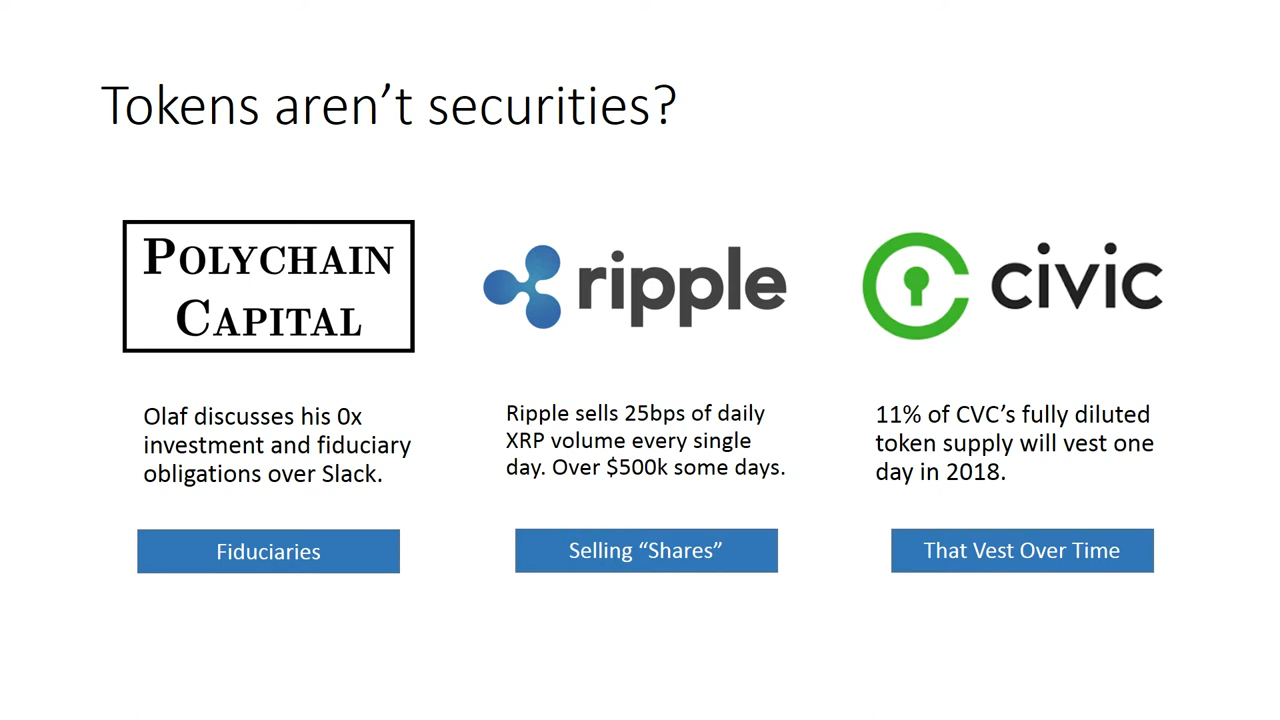 Tokens aren’t securities?
POLYCHAIN
CAPITAL
ripple
civic
Olaf discusses his 0x
investment and fiduciary
obligations over Slack.
Ripple sells 25bps of daily
XRP volume every single
day. Over $500k some days.
11% of CVC’s fully diluted
token supply will vest one
day in 2018.
Fiduciaries
Selling “Shares”
That Vest Over Time